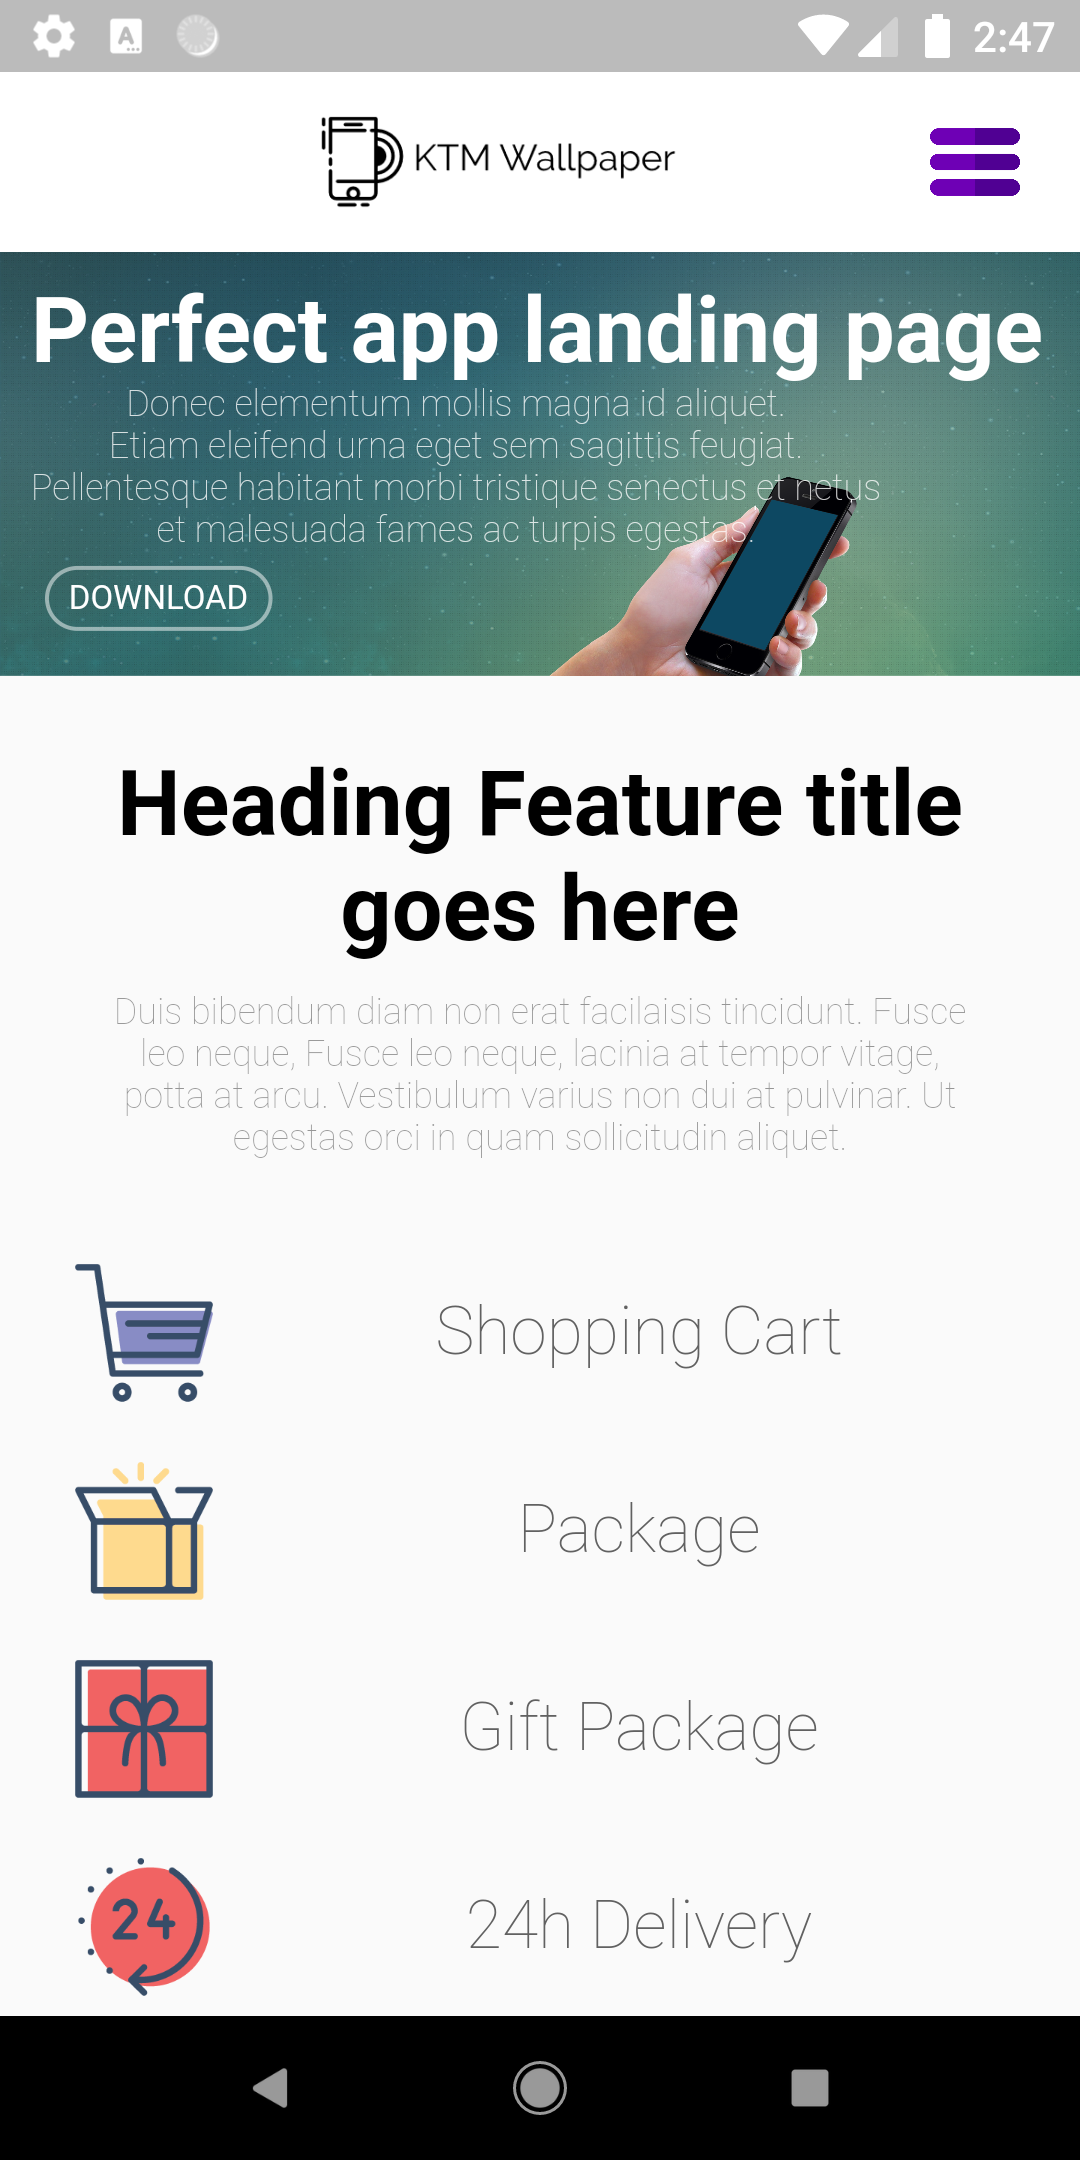 2:47
KTM Wallpaper
Perfect app landing page
Donec elementum mollis magna id aliquet.
Etiam eleifend urna eget sem sagittis feugiat.
Pellentesque habitant morbi tristique senectus et netus
et malesuada fames ac turpis egestas.
DOWNLOAD
Heading Feature title
goes here
Duis bibendum diam non erat facilaisis tincidunt. Fusce
leo neque, Fusce leo neque, lacinia at tempor vitage,
potta at arcu. Vestibulum varius non dui at pulvinar. Ut
egestas orci in quam sollicitudin aliquet.
Shopping Cart
Package
Gift Package
24
24h Delivery